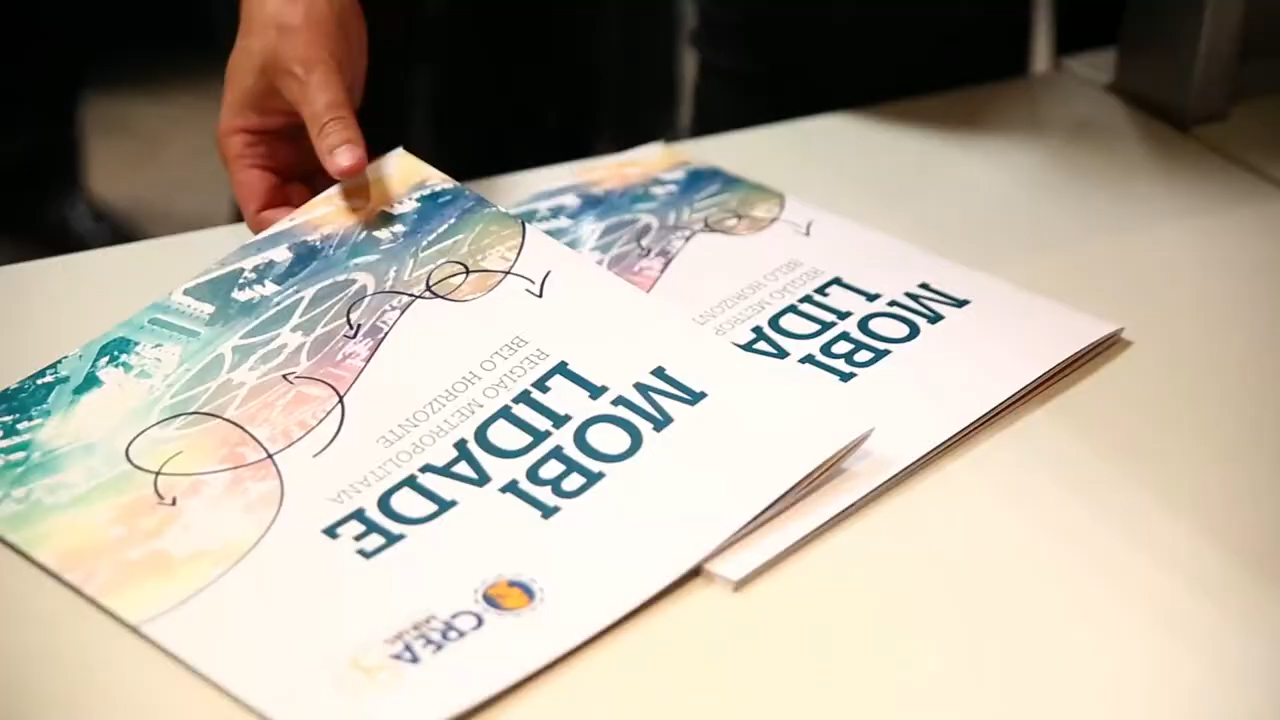 MOBI
LIDADE
REGIÃO METROPOLITANA
BELO HORIZONTE
CREA
MOBI
LIDA
REGIÃO METROP
BELO HORIZONT